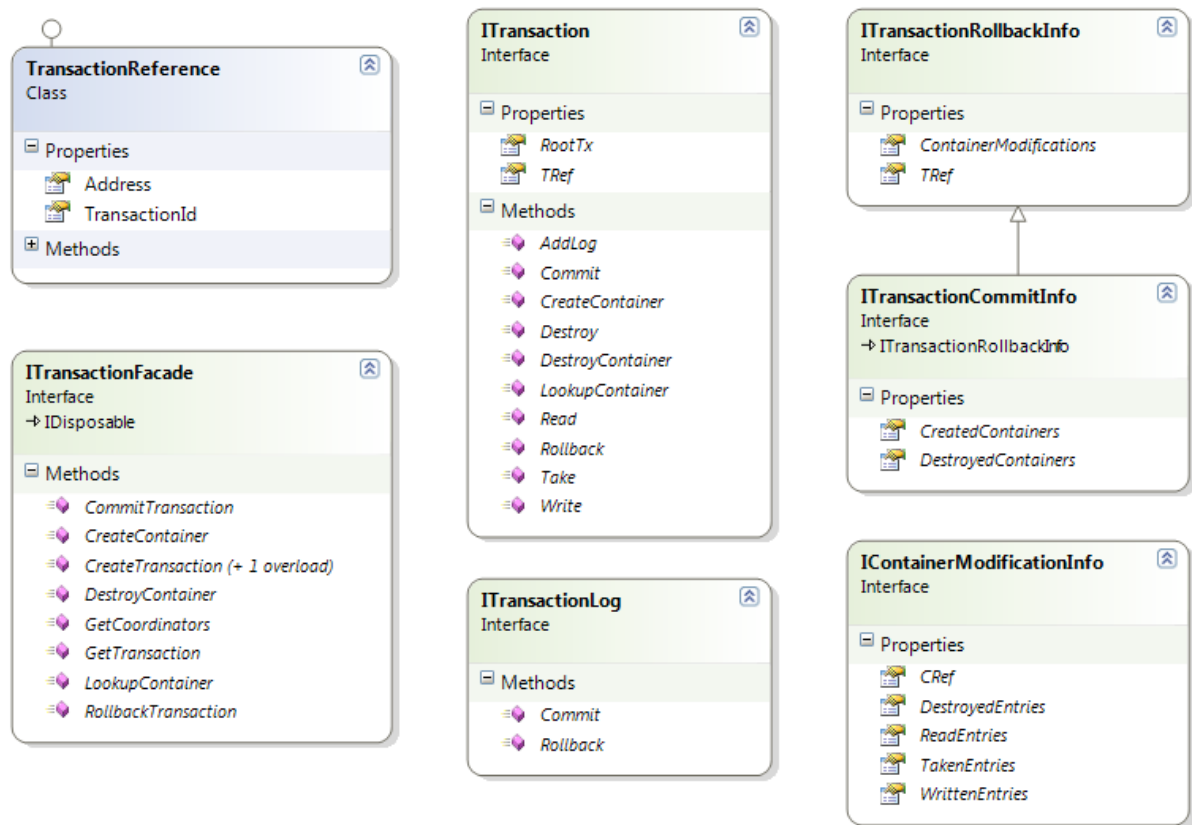 TransactionReference
Class
Properties
Address
TransactionId
Methods
ITransactionFacade
Interface
IDisposable
Methods
CommitTransaction
CreateContainer
CreateTransaction (+ 1 overload)
DestroyContainer
GetCoordinators
GetTransaction
LookupContainer
RollbackTransaction
ITransaction
Interface
Properties
RootTx
TRef
Methods
AddLog
Commit
CreateContainer
Destroy
DestroyContainer
LookupContainer
Read
Rollback
Take
Write
ITransactionLog
Interface
Methods
Commit
Rollback
ITransactionRollbackInfo
Interface
Properties
ContainerModifications
TRef
ITransactionCommitInfo
Interface
ITransactionRollbackInfo
Properties
CreatedContainers
DestroyedContainers
IContainerModificationInfo
Interface
Properties
CRef
DestroyedEntries
ReadEntries
TakenEntries
WrittenEntries